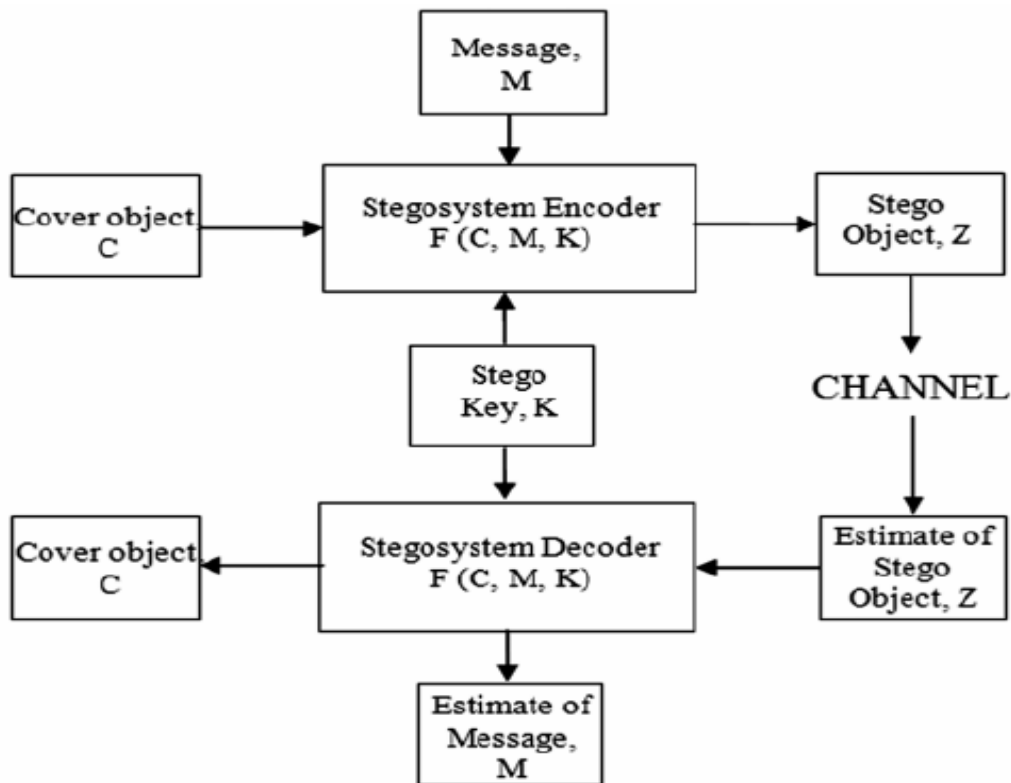 Message,
M
Cover object,
C
Stegosystem Encoder
F (C, M, K)
Stego
Object, Z
Stego
Key, K
CHANNEL
Cover object,
C
Stegosystem Decoder
F (C, M, K)
Estimate of
Stego
Object, Z
Estimate of
Message,
M